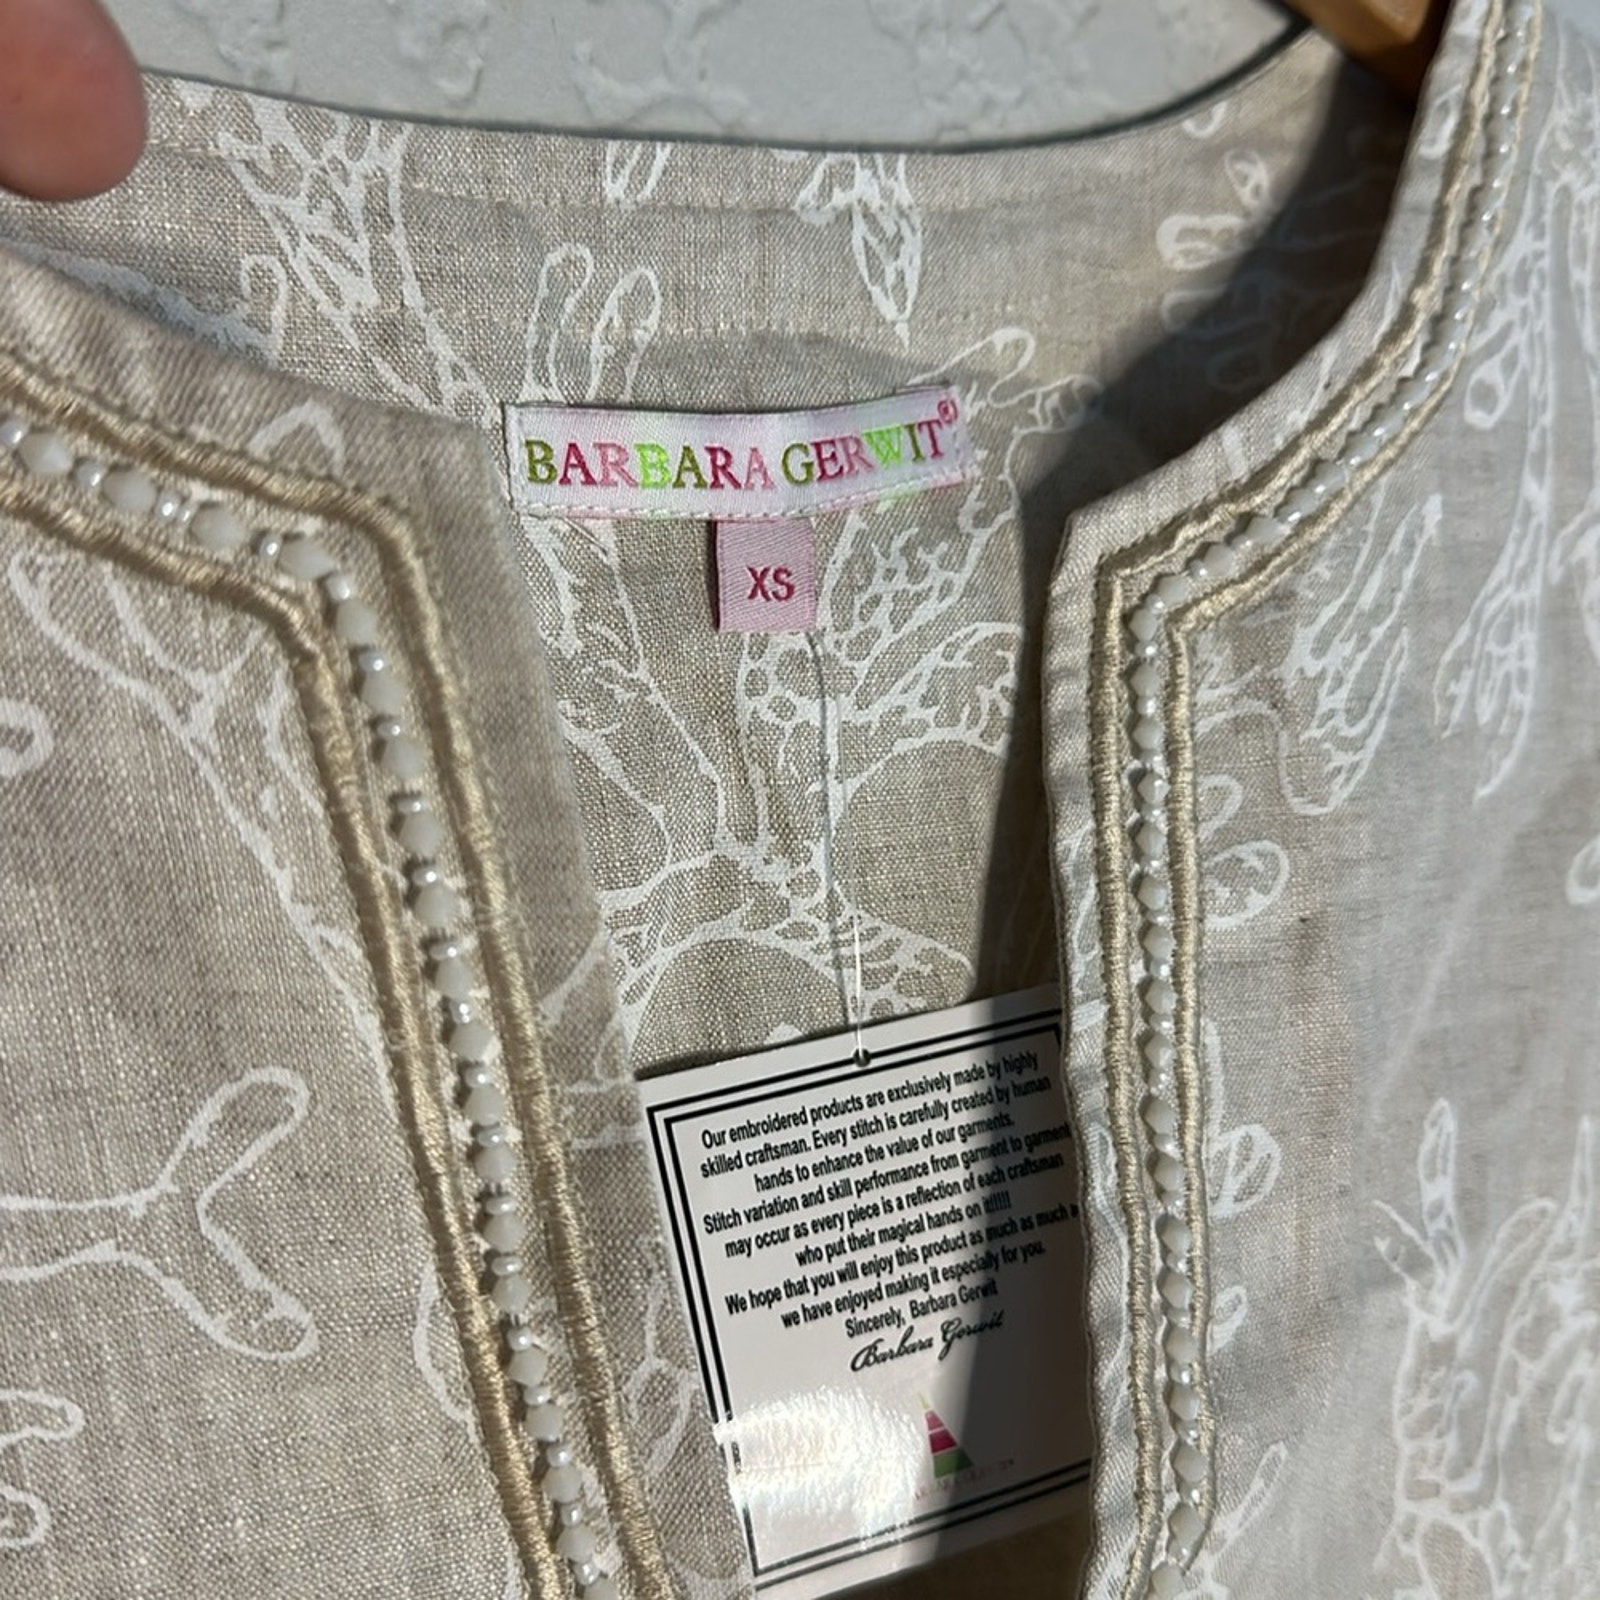 BARBARA GERWIT®
XS
Our embroidered products are exclusively made by highly
skilled craftsman. Every stitch is carefully created by human
hands to enhance the value of our garments.
Stitch variation and skill performance from garment to garment
may occur as every piece is a reflection of each craftsman
who put their magical hands on it!!!!!
We hope that you will enjoy this product as much as much a
we have enjoyed making it especially for you.
Sincerely, Barbara Gerwit
Barbara Gerwit